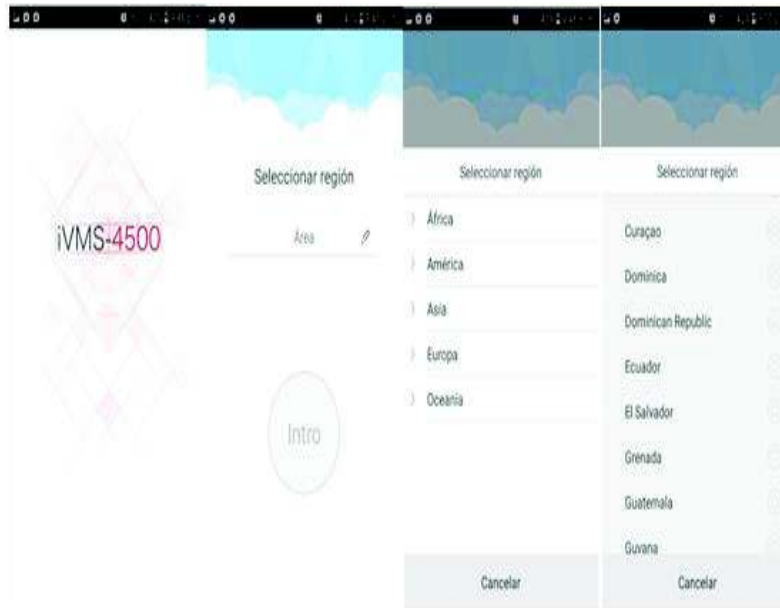 iVMS-4500
Seleccionar región
Área
Intro
Seleccionar región
África
América
Asia
Europa
Oceanía
Cancelar
Seleccionar región
Curaçao
Dominica
Dominican Republic
Ecuador
El Salvador
Grenada
Guatemala
Guyana
Cancelar